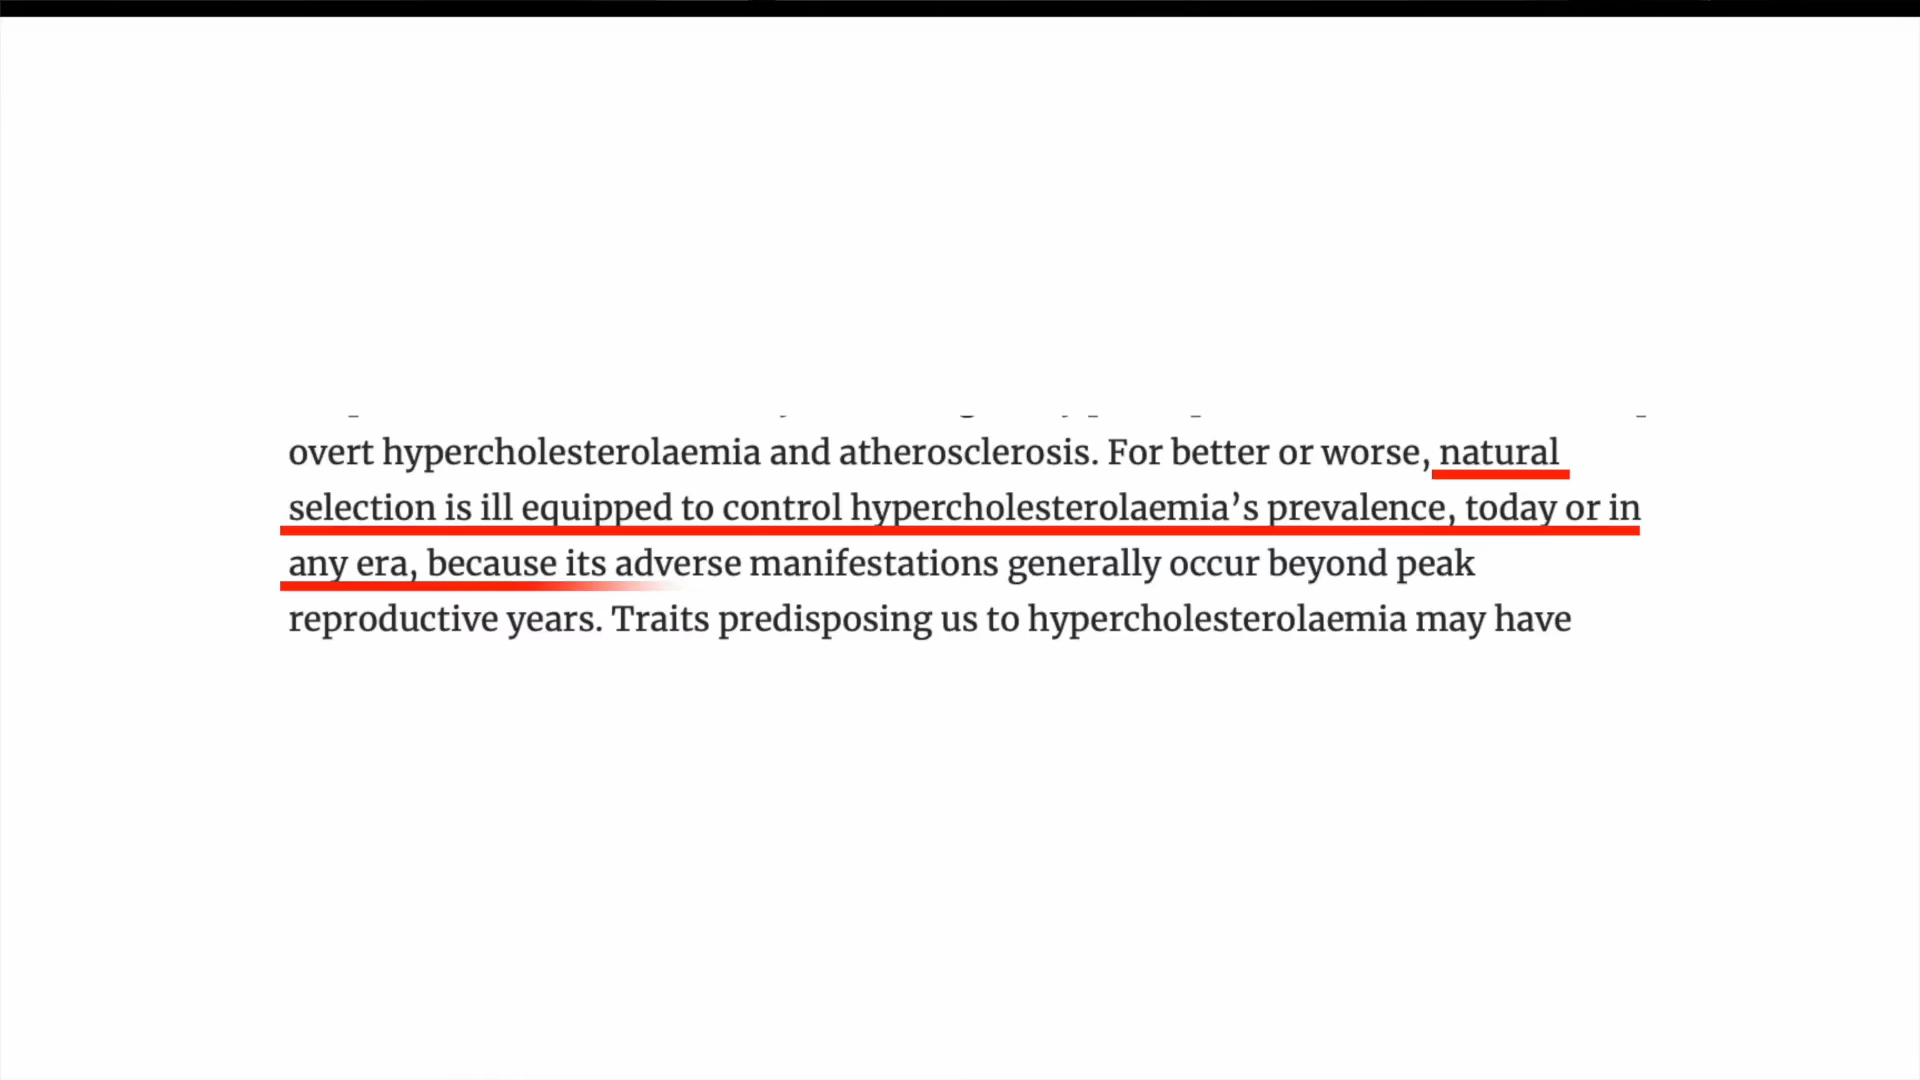 overt hypercholesterolaemia and atherosclerosis. For better or worse, natural
selection is ill equipped to control hypercholesterolaemia’s prevalence, today or in
any era, because its adverse manifestations generally occur beyond peak
reproductive years. Traits predisposing us to hypercholesterolaemia may have